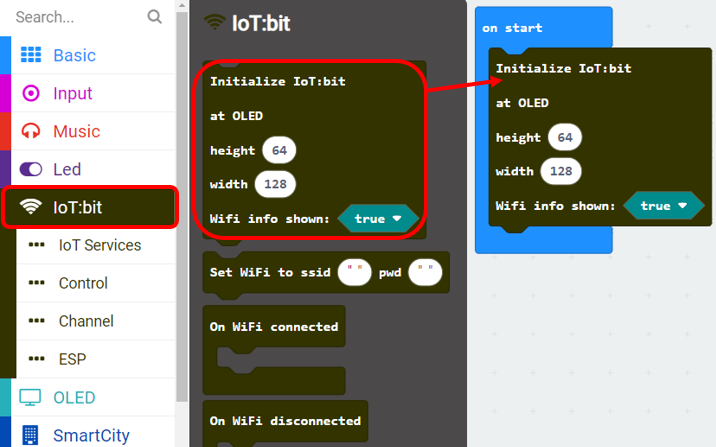 Search...
Basic
Input
Music
Led
IoT:bit
IoT Services
Control
Channel
ESP
OLED
SmartCity
IoT:bit
Initialize IoT:bit
at OLED
height 64
width 128
Wifi info shown: true
Set WiFi to ssid " " pwd " "
On WiFi connected
On WiFi disconnected
on start
Initialize IoT:bit
at OLED
height 64
width 128
Wifi info shown: true